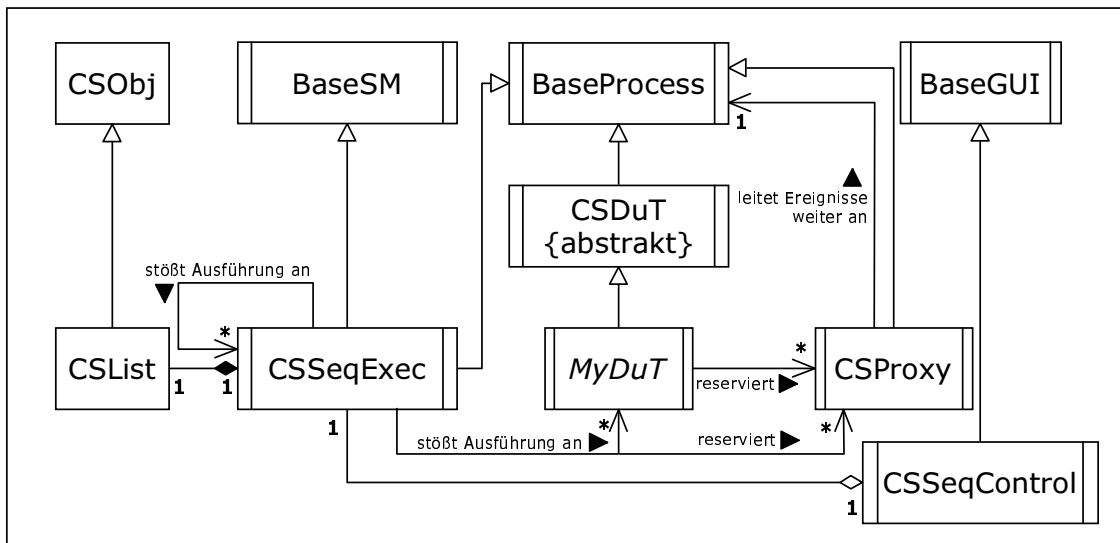 CSObj
BaseSM
BaseProcess
BaseGUI
1
CSDuT
{abstrakt}
leitet Ereignisse
weiter an
stößt Ausführung an
*
CSList
1
1
CSSeqExec
MyDuT
reserviert
*
CSProxy
1
stößt Ausführung an
*
reserviert
*
CSSeqControl
1